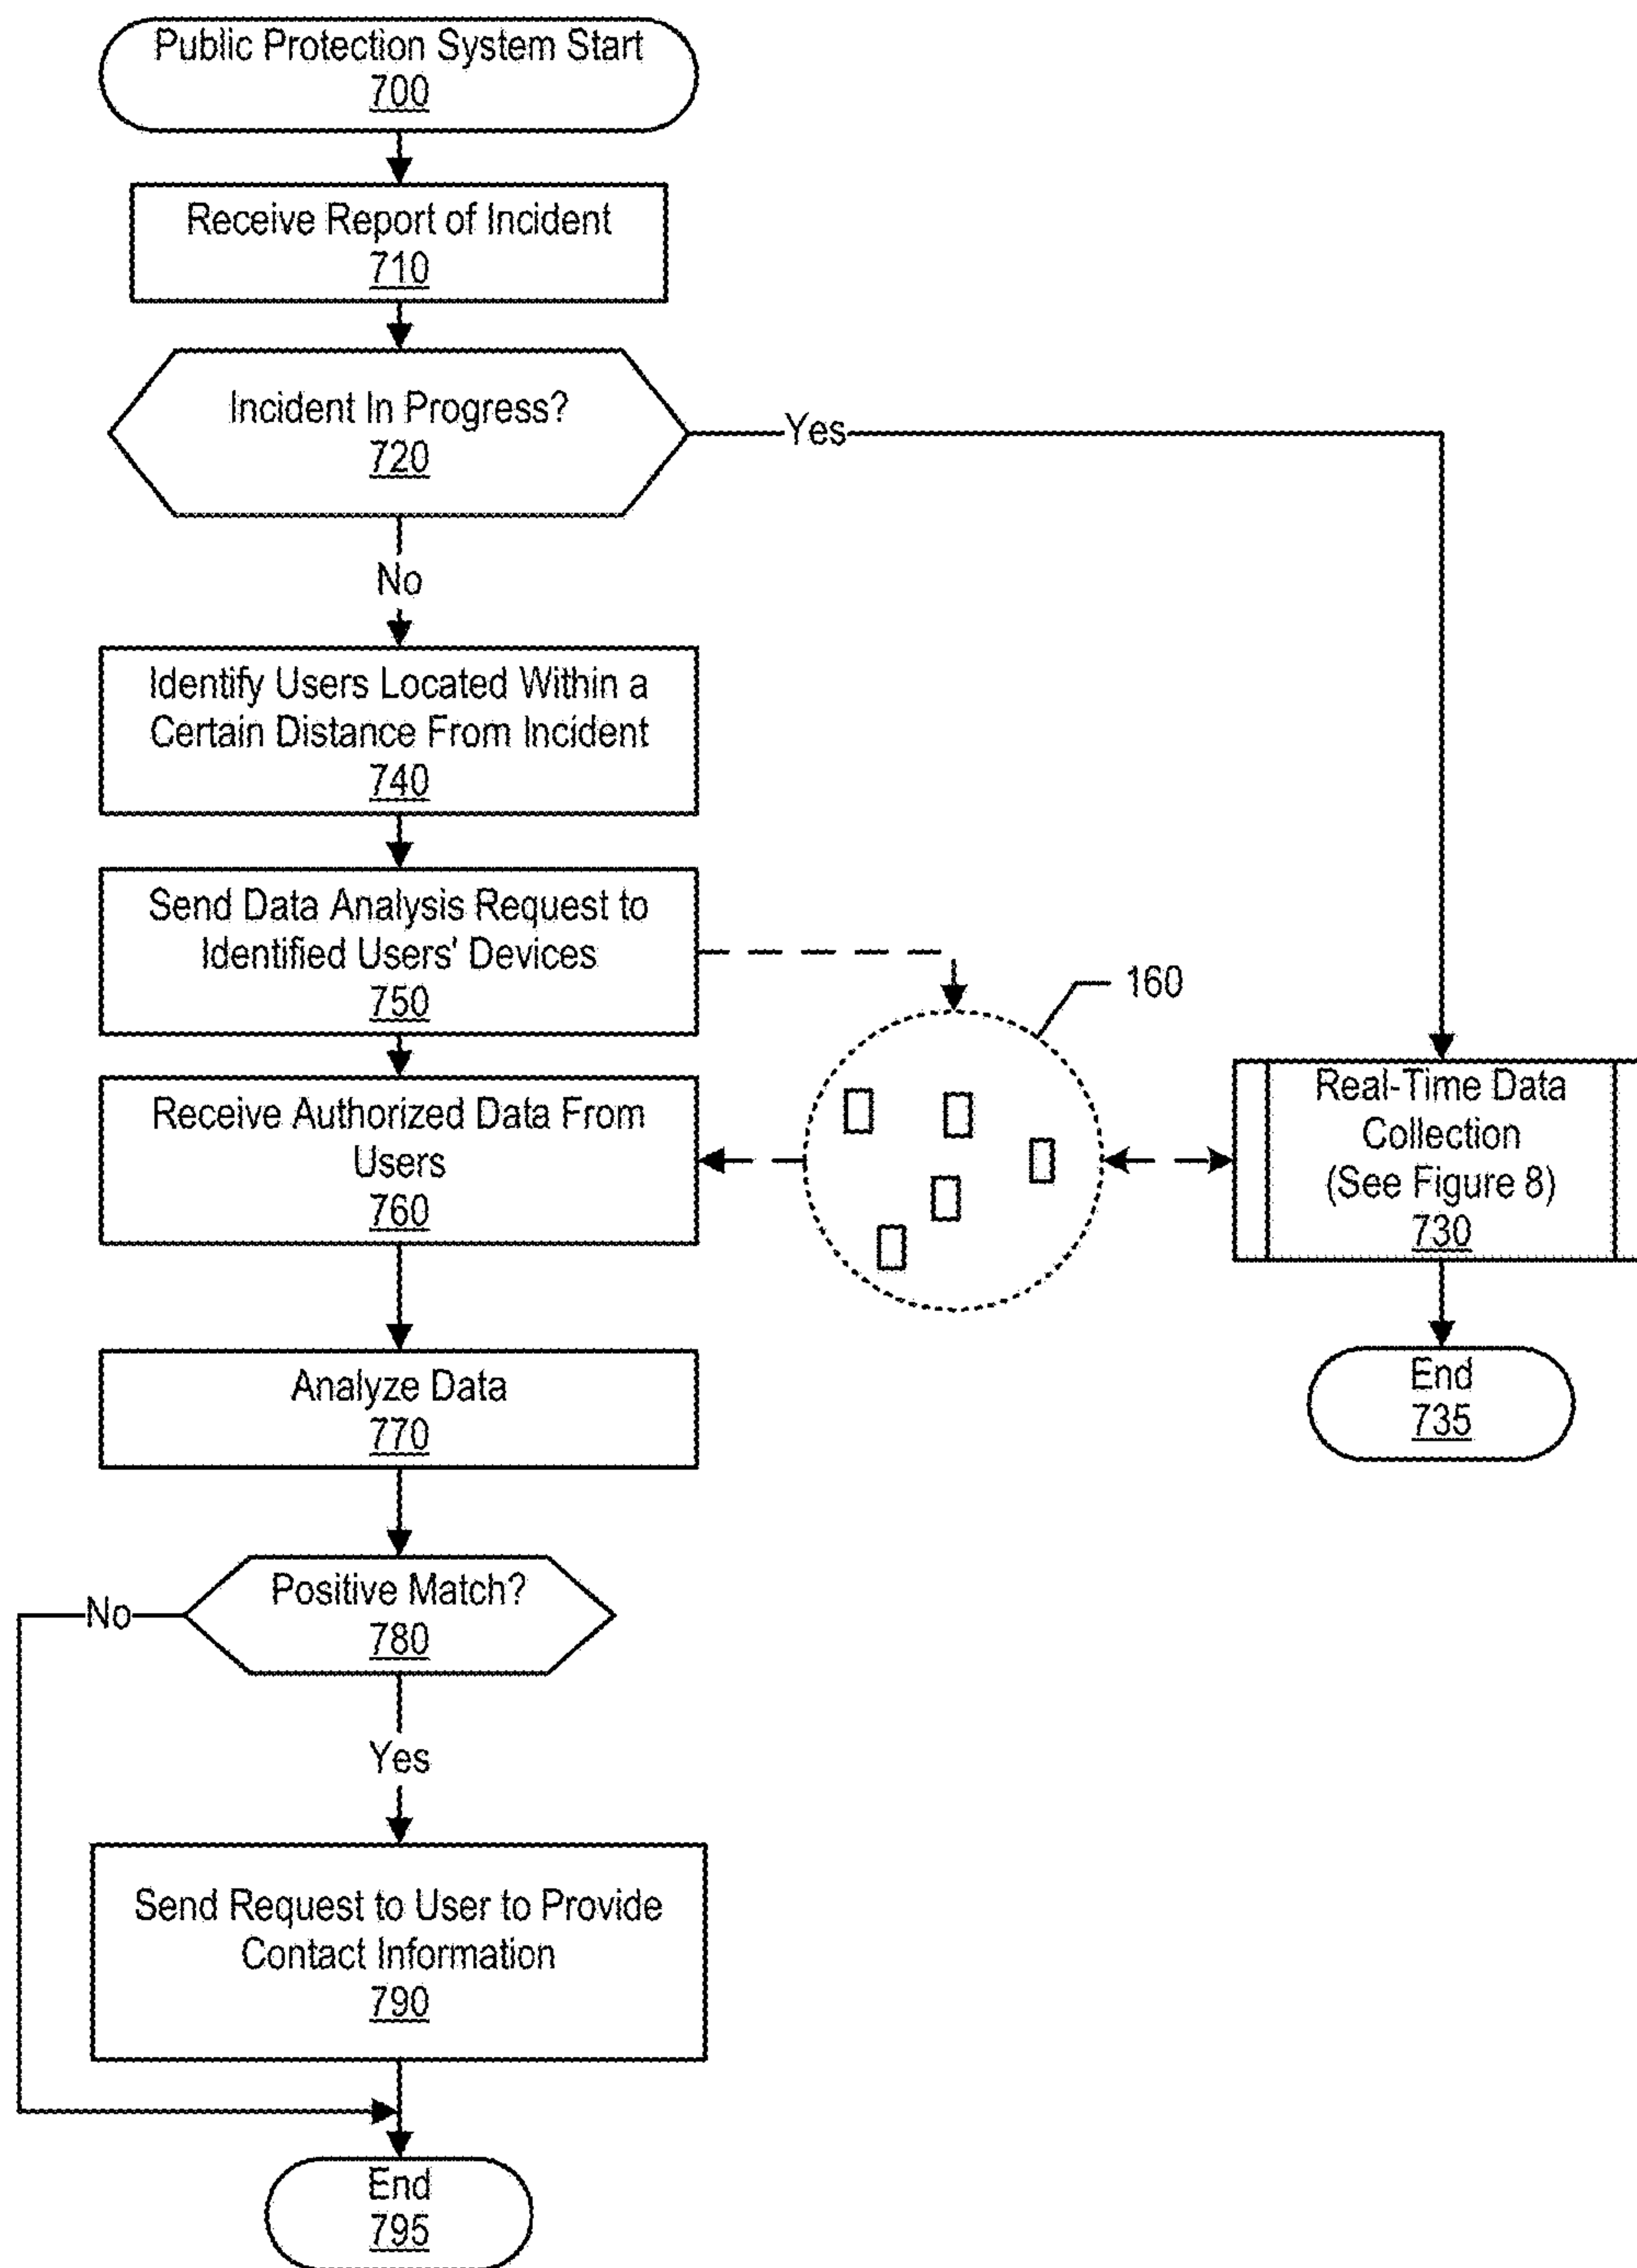 Public Protection System Start
700
Receive Report of Incident
710
Incident In Progress?
720
Yes
No
Identify Users Located Within a
Certain Distance From Incident
740
Send Data Analysis Request to
Identified Users' Devices
750
160
Receive Authorized Data From
Users
760
Real-Time Data
Collection
(See Figure 8)
730
End
735
Analyze Data
770
Positive Match?
780
No
Yes
Send Request to User to Provide
Contact Information
790
End
795